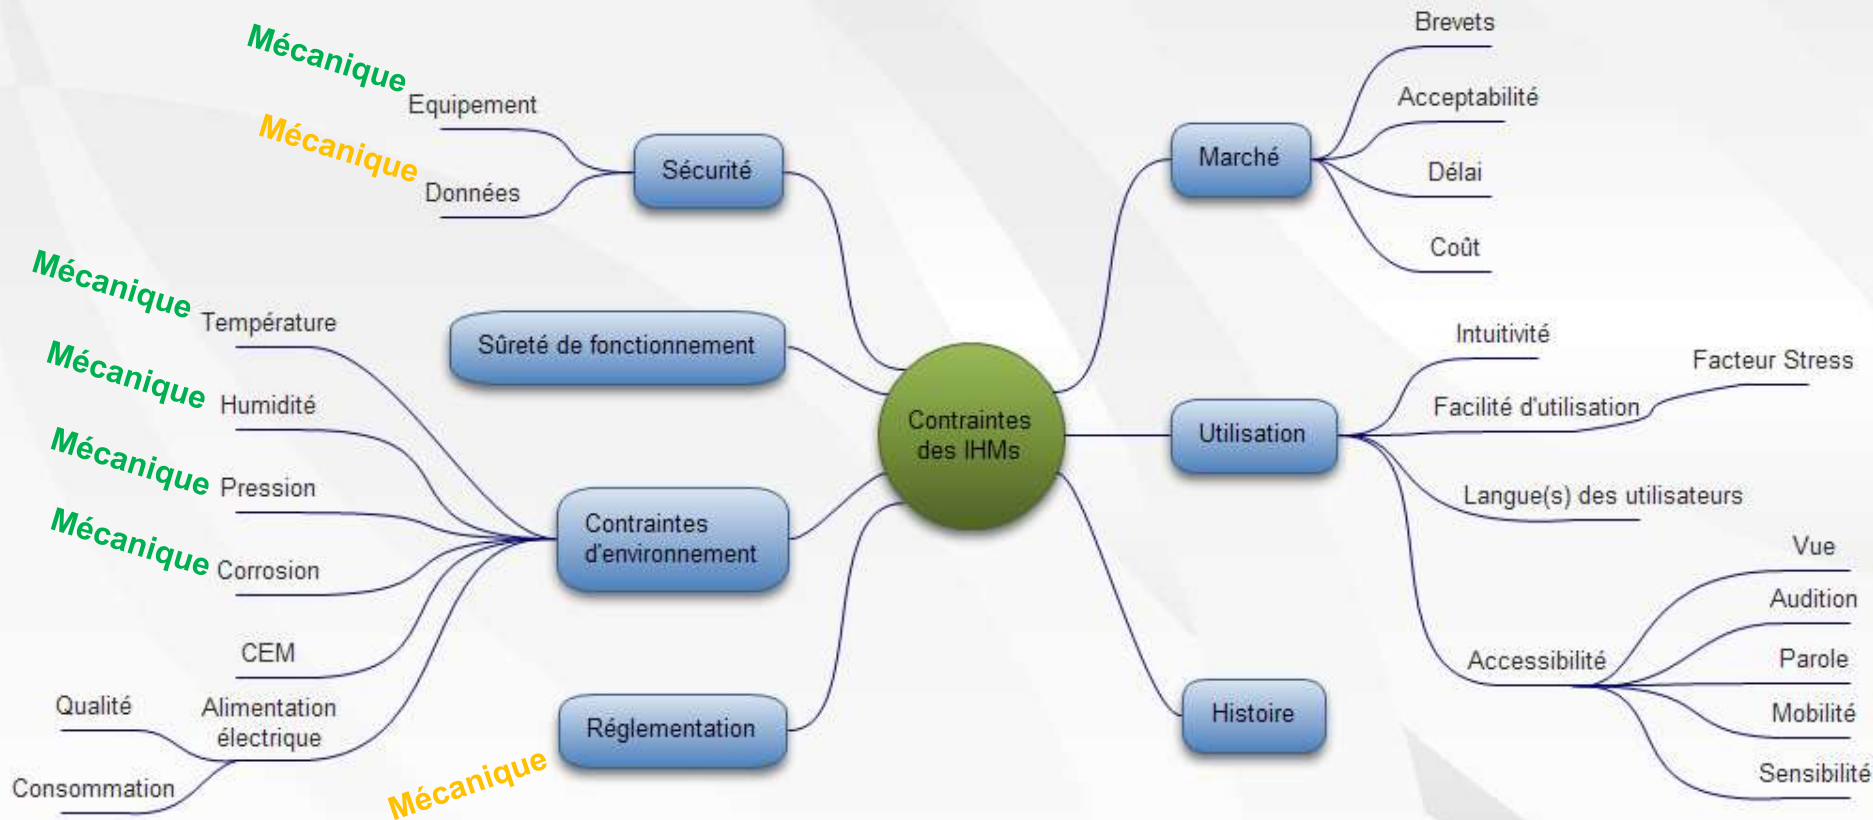 Mécanique
Equipement
Mécanique
Données
Sécurité
Mécanique
Température
Mécanique
Humidité
Mécanique
Pression
Mécanique
Corrosion
CEM
Qualité
Alimentation
électrique
Consommation
Sûreté de fonctionnement
Contraintes
d'environnement
Réglementation
Mécanique
Contraintes
des IHMs
Marché
Brevets
Acceptabilité
Délai
Coût
Utilisation
Intuitivité
Facilité d'utilisation
Facteur Stress
Langue(s) des utilisateurs
Accessibilité
Vue
Audition
Parole
Mobilité
Sensibilité
Histoire